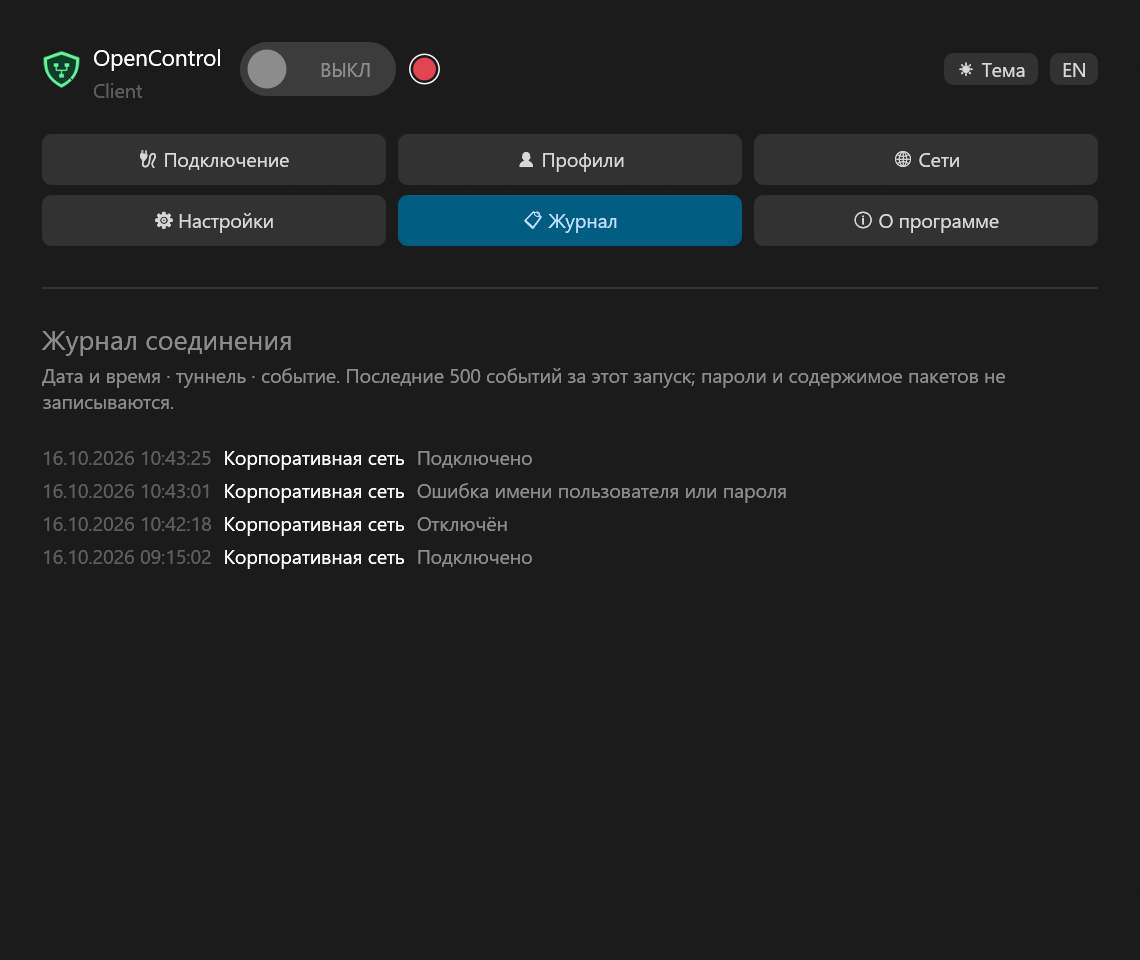 OpenControl
Client
ВЫКЛ
Тема
EN
Подключение
Профили
Сети
Настройки
Журнал
О программе
Журнал соединения
Дата и время · туннель · событие. Последние 500 событий за этот запуск; пароли и содержимое пакетов не
записываются.
16.10.2026 10:43:25 Корпоративная сеть Подключено
16.10.2026 10:43:01 Корпоративная сеть Ошибка имени пользователя или пароля
16.10.2026 10:42:18 Корпоративная сеть Отключён
16.10.2026 09:15:02 Корпоративная сеть Подключено